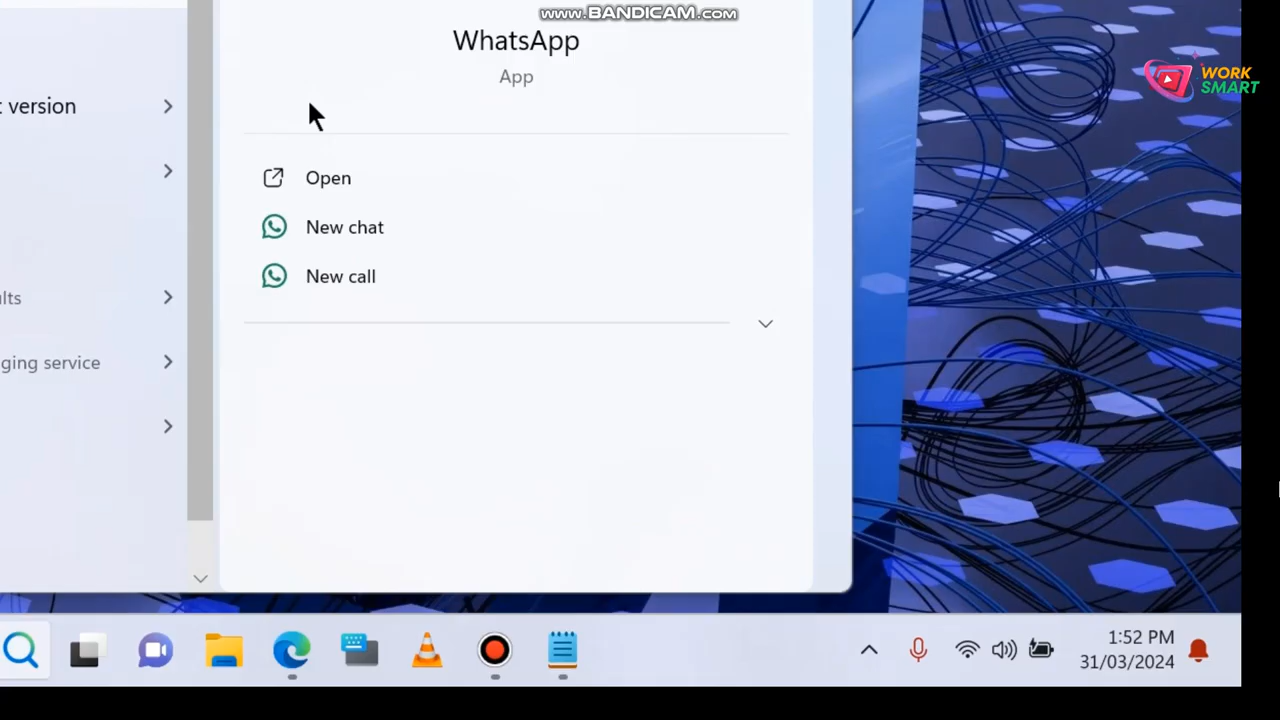 www.BANDICAM.com
WhatsApp
App
WORK
SMART
t version
Open
New chat
New call
ults
ging service
1:52 PM
31/03/2024